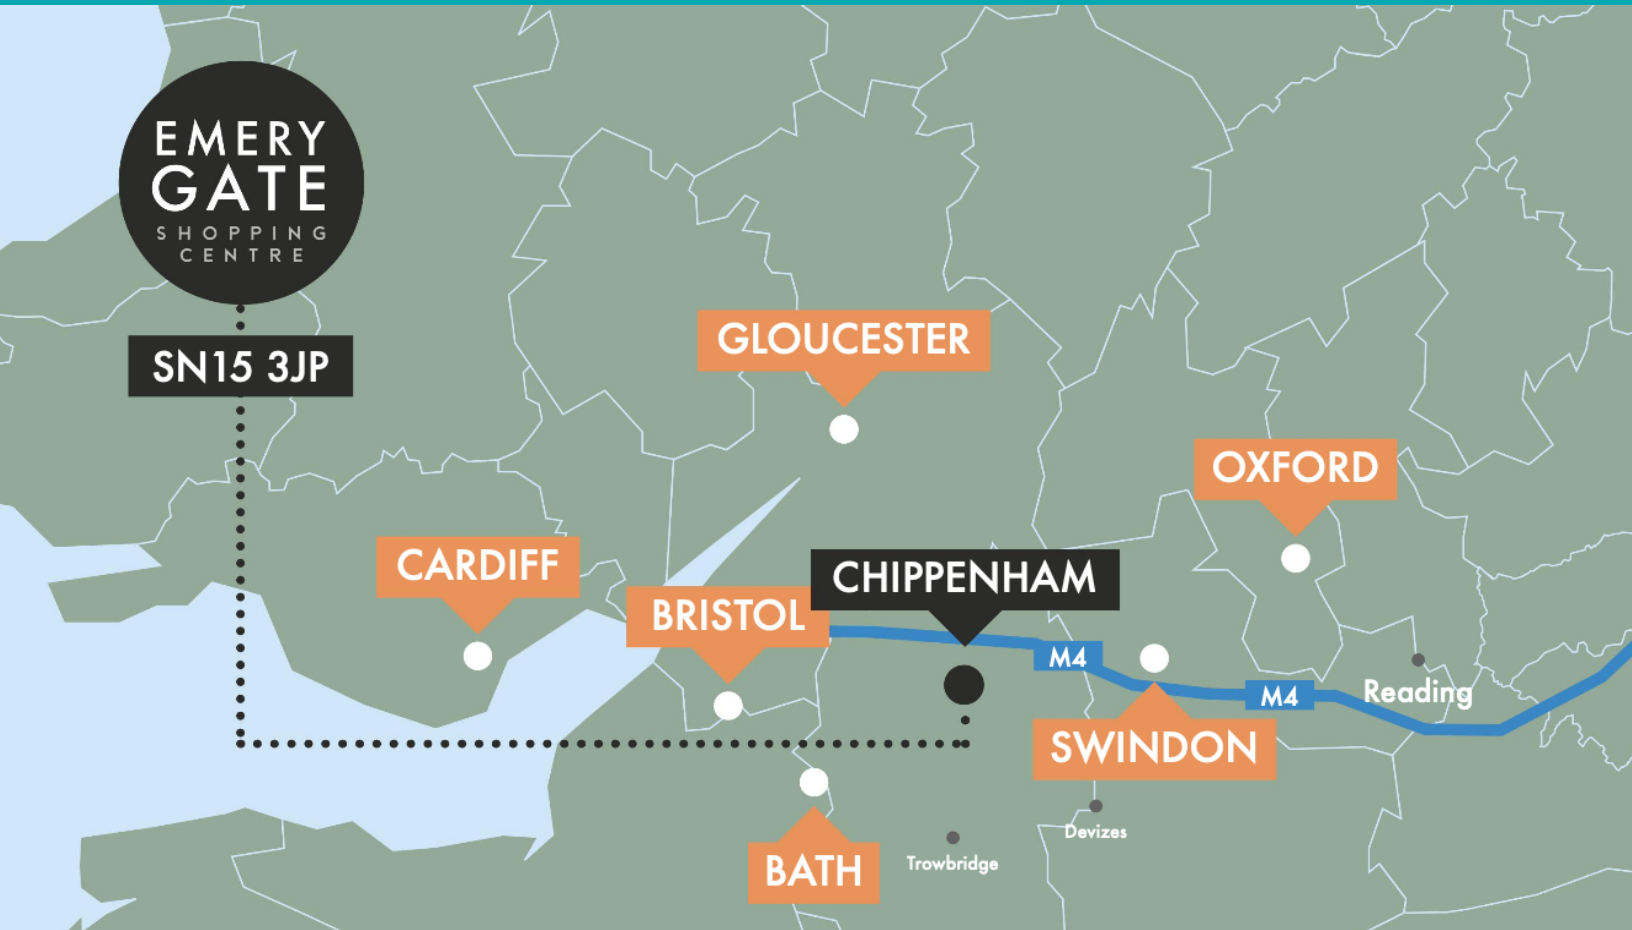 EMERY
GATE
SHOPPING
CENTRE
SN15 3JP
GLOUCESTER
OXFORD
CARDIFF
CHIPPENHAM
BRISTOL
M4
M4
Reading
SWINDON
Devizes
BATH
Trowbridge